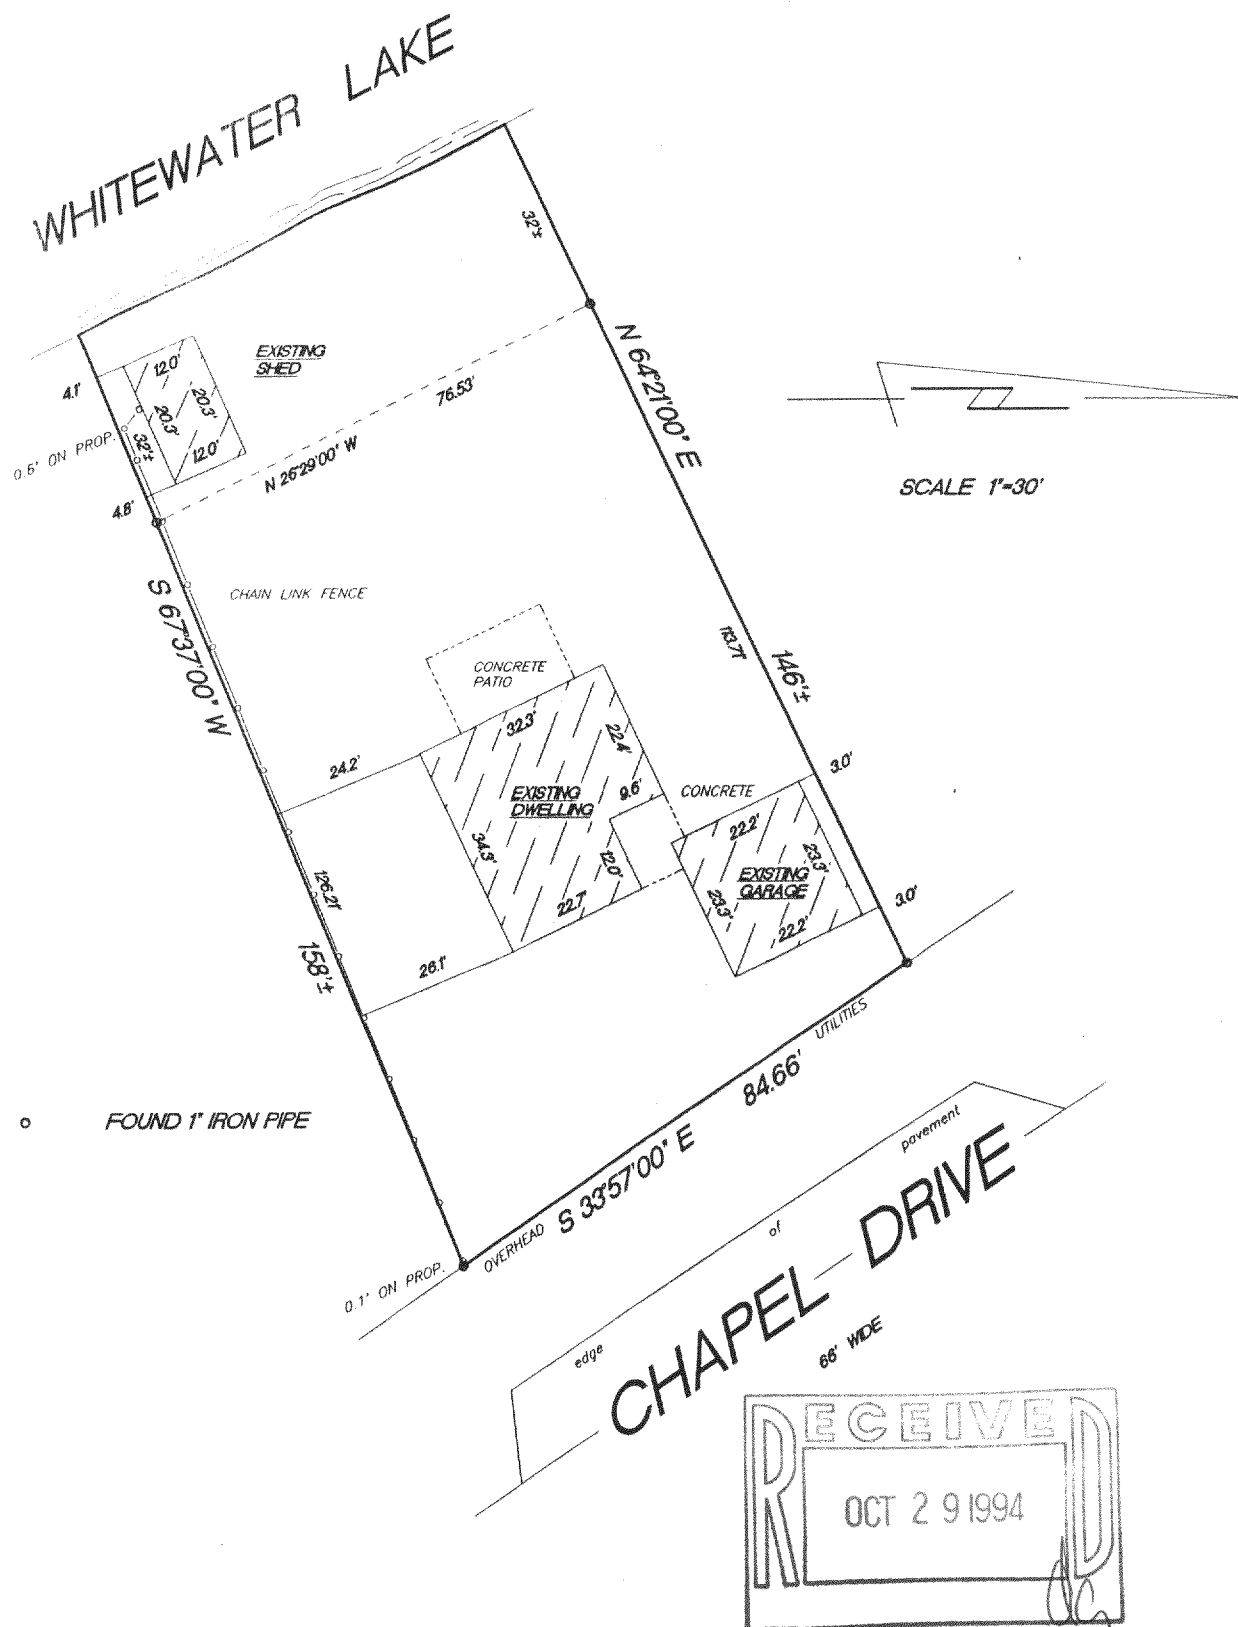 WHITEWATER LAKE
32'±
EXISTING
SHED
12.0'
4.1'
20.3'
20.3'
32'±
12.0'
0.6' ON PROP.
76.53'
N 26°29'00" W
4.8'
N 64°21'00" E
SCALE 1"=30'
S 67°37'00" W
CHAIN LINK FENCE
CONCRETE
PATIO
113.71'
146'±
32.3'
22.4'
24.2'
3.0'
EXISTING
DWELLING
9.6'
CONCRETE
34.3'
12.0'
22.2'
23.3'
EXISTING
GARAGE
23.3'
22.2'
3.0'
126.21'
22.7'
158'±
26.1'
UTILITIES
84.66'
FOUND 1" IRON PIPE
S 33°57'00" E
OVERHEAD
0.1' ON PROP.
edge of pavement
CHAPEL DRIVE
66' WIDE
RECEIVED
OCT 29 1994